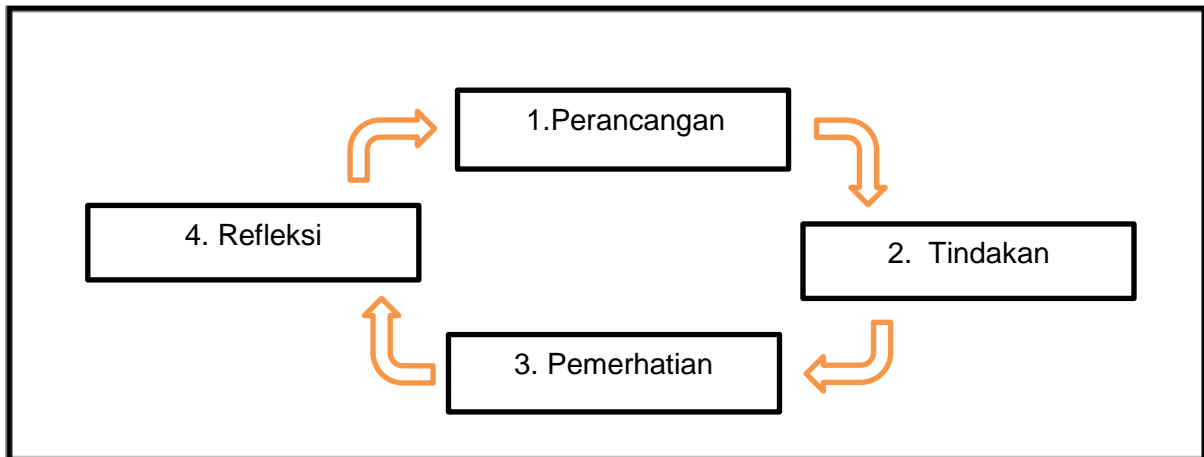 1.Perancangan
2. Tindakan
3. Pemerhatian
4. Refleksi